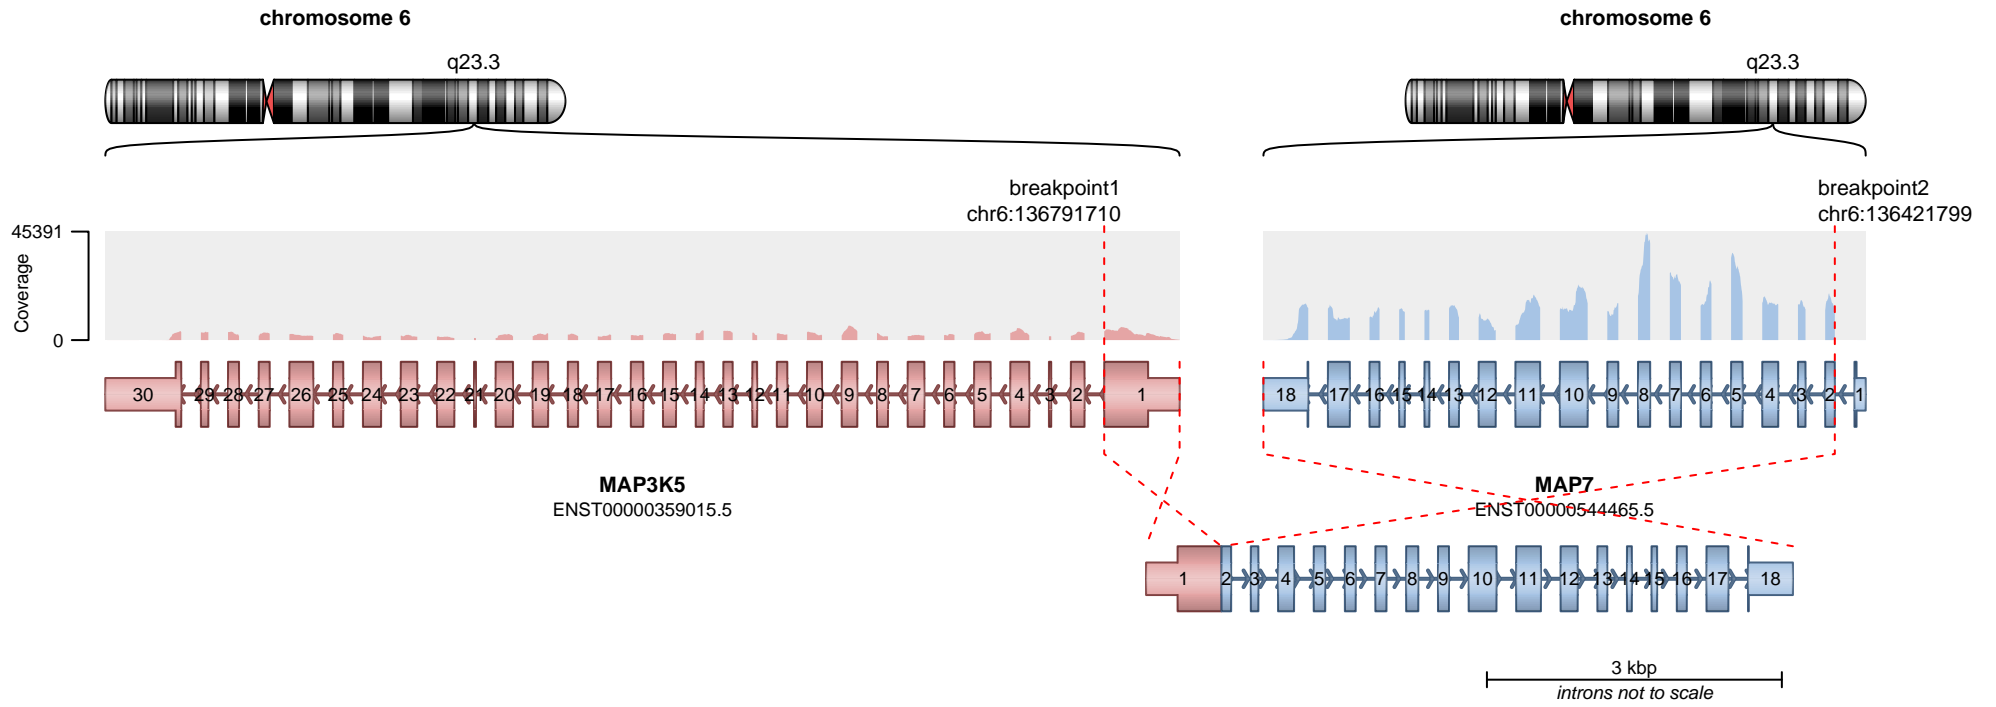 chromosome 6
chromosome 6
q23.3
q23.3
breakpoint1
chr6:136791710
breakpoint2
chr6:136421799
45391
Coverage
0
30 29 28 27 26 25 24 23 22 21 20 19 18 17 16 15 14 13 12 11 10 9 8 7 6 5 4 3 2 1
18 17 16 15 14 13 12 11 10 9 8 7 6 5 4 3 2 1
MAP3K5
ENST00000359015.5
MAP7
ENST00000544465.5
1 2 3 4 5 6 7 8 9 10 11 12 13 14 15 16 17 18
3 kbp
introns not to scale